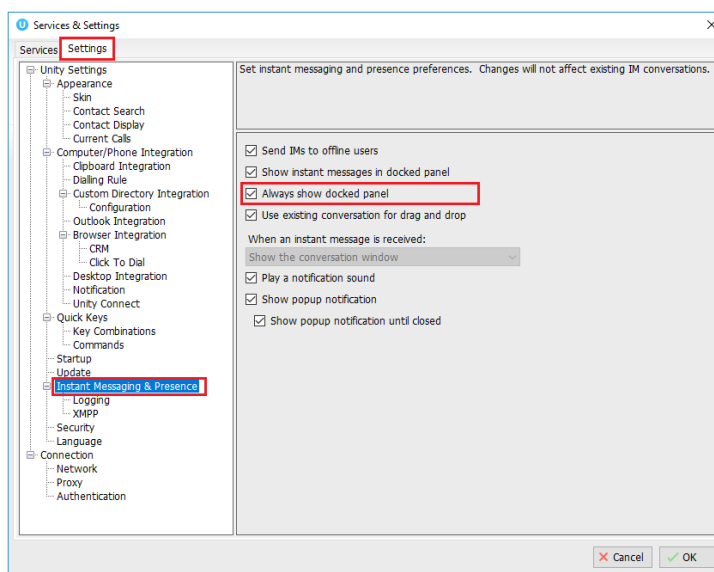 Services & Settings
Services
Settings
Unity Settings
Appearance
Skin
Contact Search
Contact Display
Current Calls
Computer/Phone Integration
Clipboard Integration
Dialling Rule
Custom Directory Integration
Configuration
Outlook Integration
Browser Integration
CRM
Click To Dial
Desktop Integration
Notification
Unity Connect
Quick Keys
Key Combinations
Commands
Startup
Update
Instant Messaging & Presence
Logging
XMPP
Security
Language
Connection
Network
Proxy
Authentication
Set instant messaging and presence preferences. Changes will not affect existing IM conversations.
Send IMs to offline users
Show instant messages in docked panel
Always show docked panel
Use existing conversation for drag and drop
When an instant message is received:
Show the conversation window
Play a notification sound
Show popup notification
Show popup notification until closed
Cancel
OK